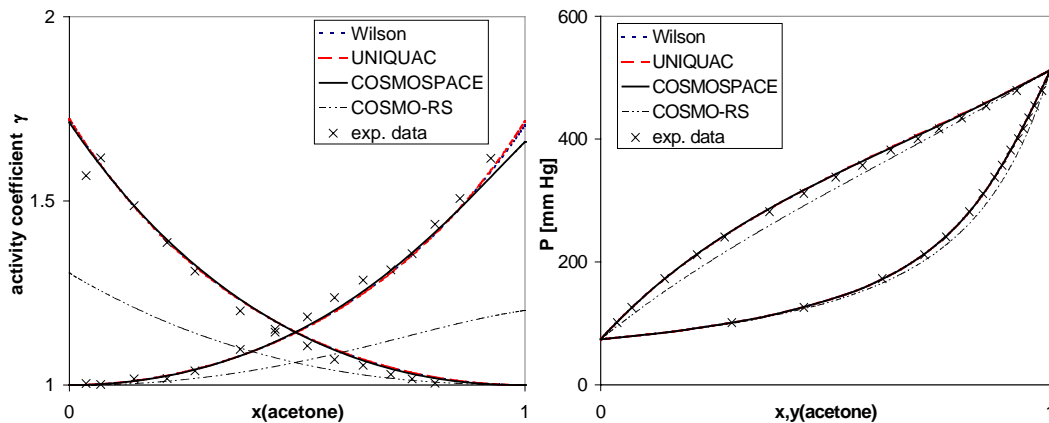 2
1.5
1
activity coefficient γ
0
x(acetone)
1
Wilson
UNIQUAC
COSMOSPACE
COSMO-RS
exp. data
600
400
200
0
P [mm Hg]
0
x,y(acetone)
1
Wilson
UNIQUAC
COSMOSPACE
COSMO-RS
exp. data